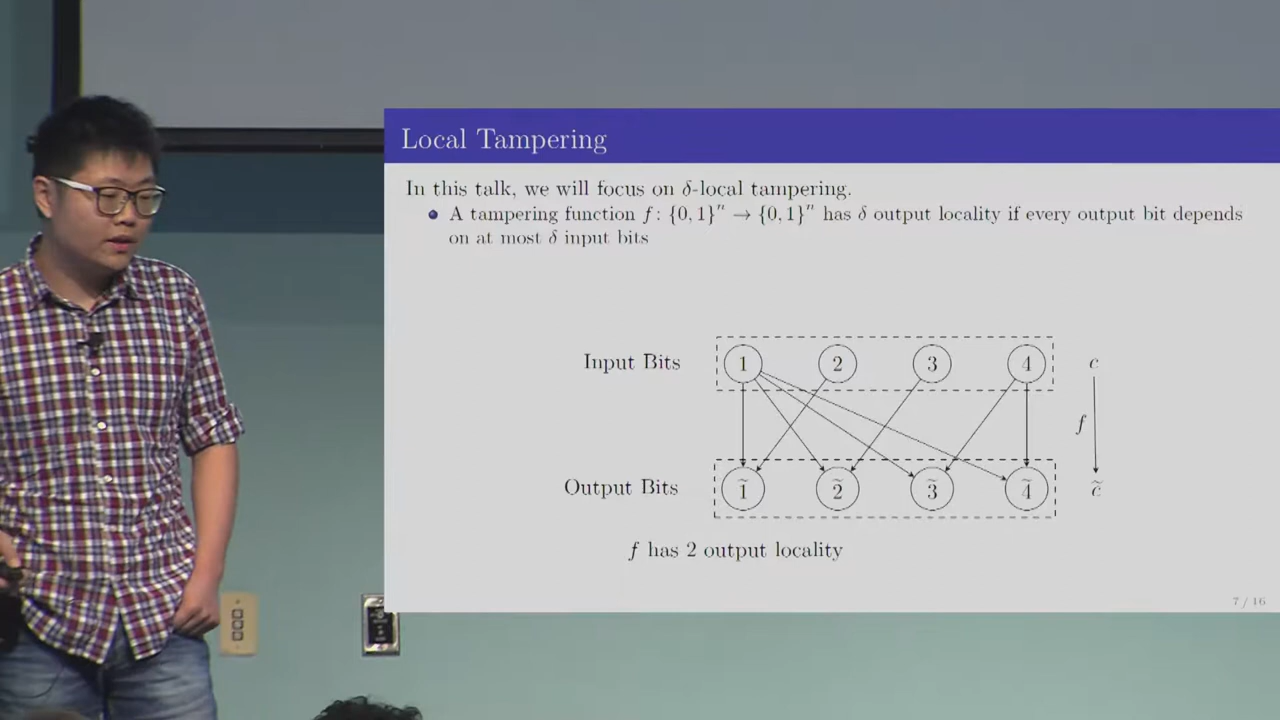 Local Tampering
In this talk, we will focus on δ-local tampering.
A tampering function f: {0, 1}ⁿ → {0, 1}ⁿ has δ output locality if every output bit depends
on at most δ input bits
Input Bits 1 2 3 4 c
f
Output Bits 1̃ 2̃ 3̃ 4̃ c̃
f has 2 output locality
7 / 16